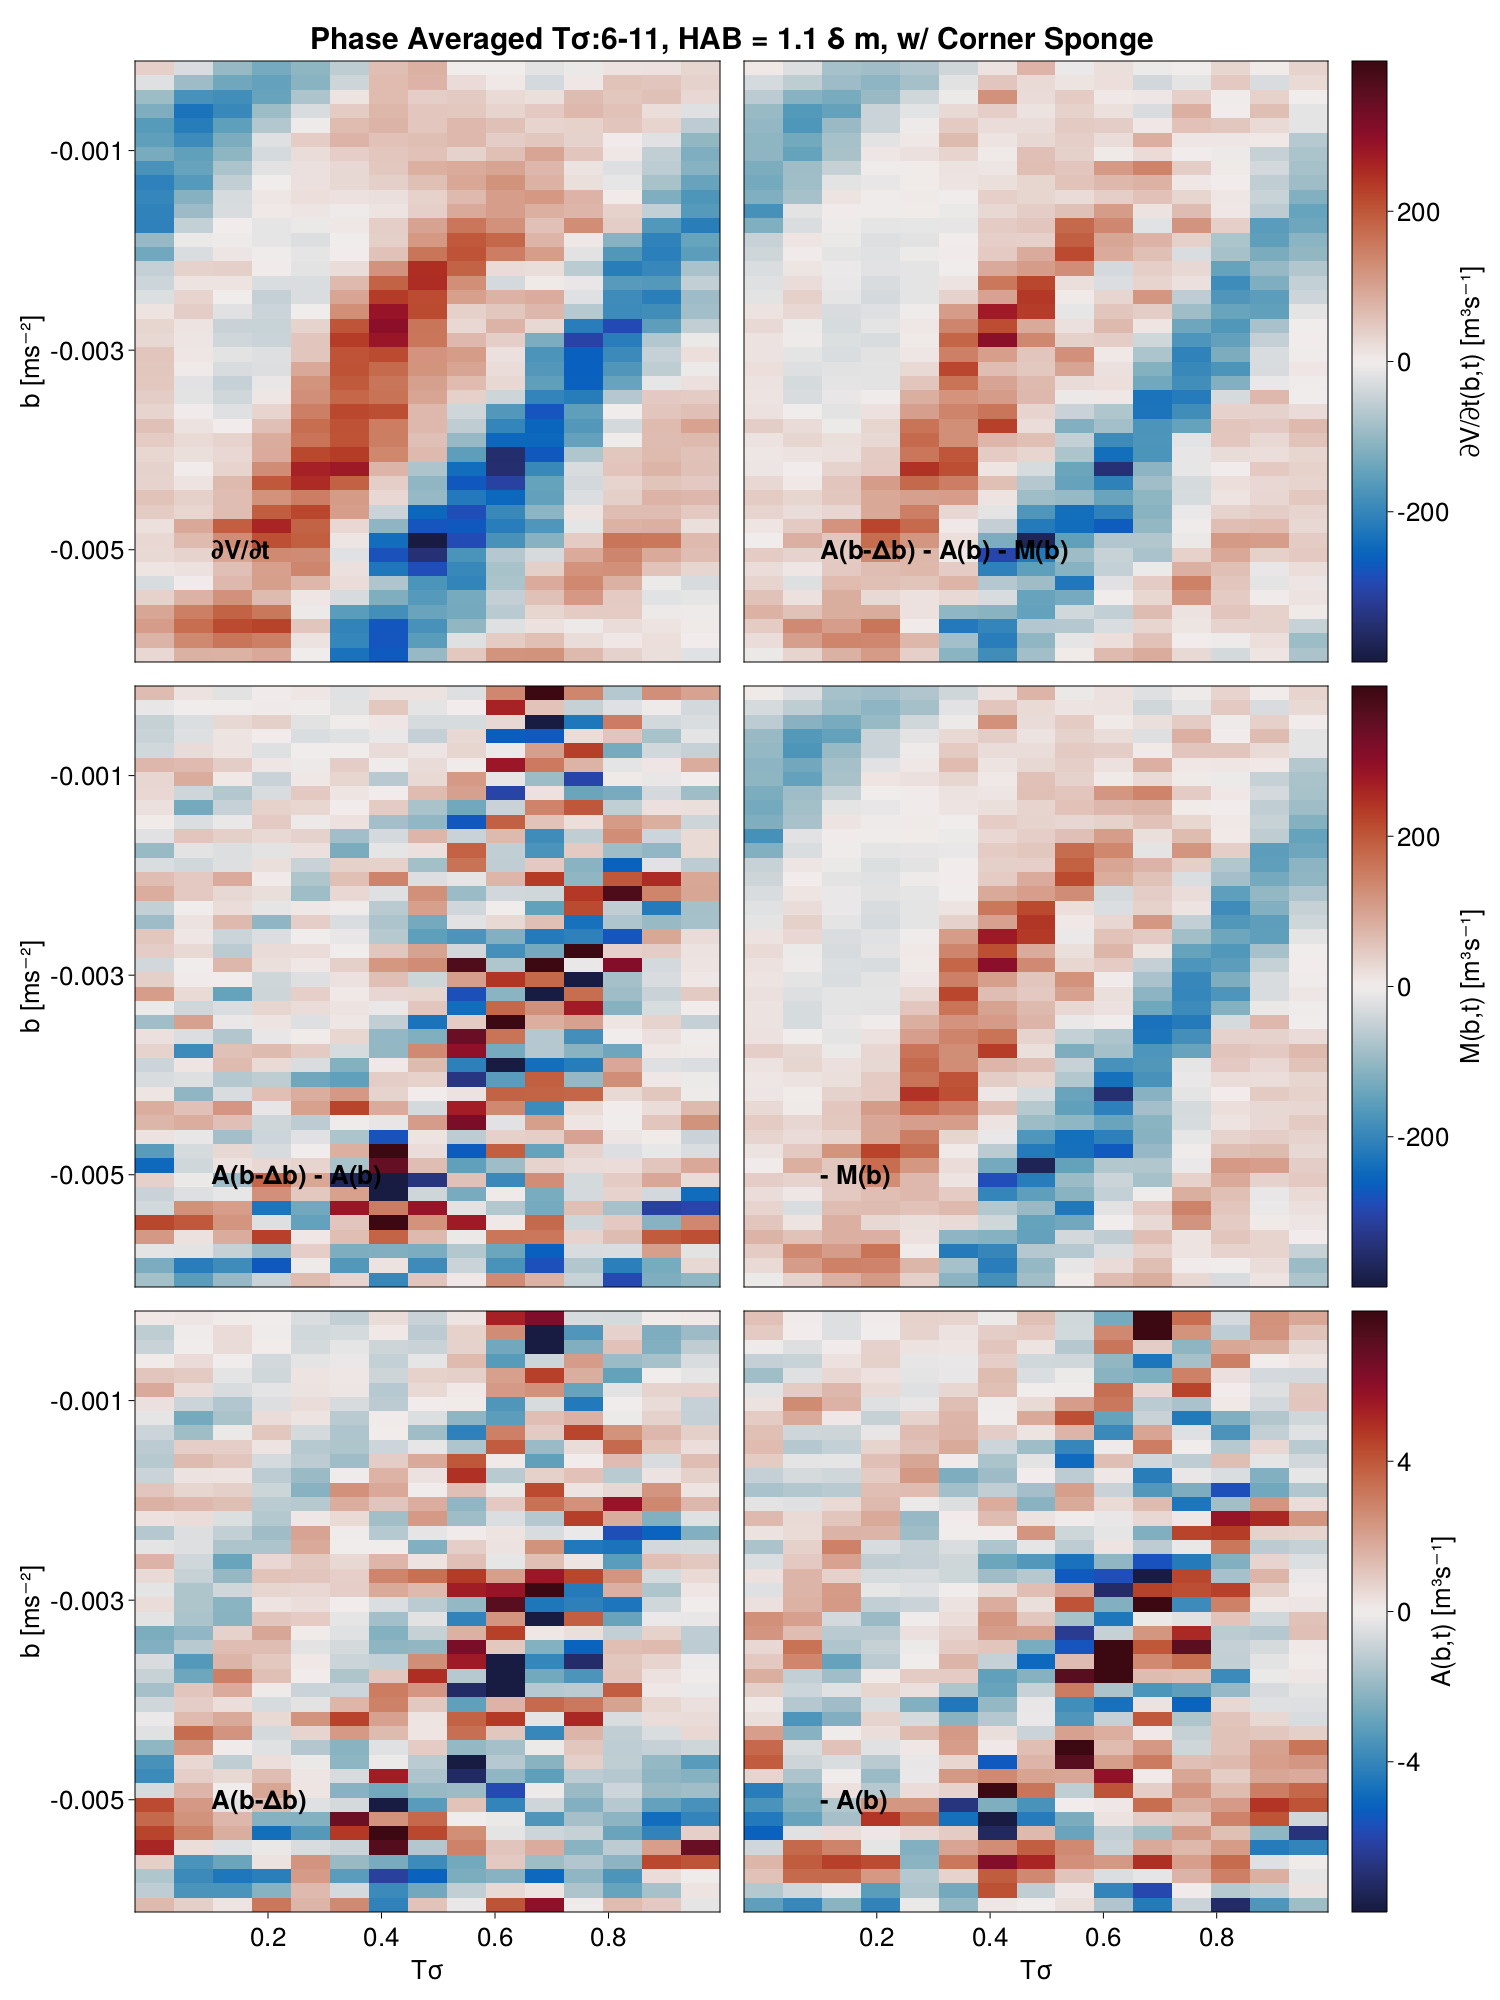 Phase Averaged Tσ:6-11, HAB = 1.1 δ m, w/ Corner Sponge
b [ms⁻²]
-0.001
-0.003
-0.005
∂V/∂t
A(b-Δb) - A(b) - M(b)
200
0
-200
∂V/∂t(b,t) [m³s⁻¹]
b [ms⁻²]
-0.001
-0.003
-0.005
A(b-Δb) - A(b)
- M(b)
200
0
-200
M(b,t) [m³s⁻¹]
b [ms⁻²]
-0.001
-0.003
-0.005
A(b-Δb)
- A(b)
4
0
-4
A(b,t) [m³s⁻¹]
0.2 0.4 0.6 0.8
0.2 0.4 0.6 0.8
Tσ
Tσ